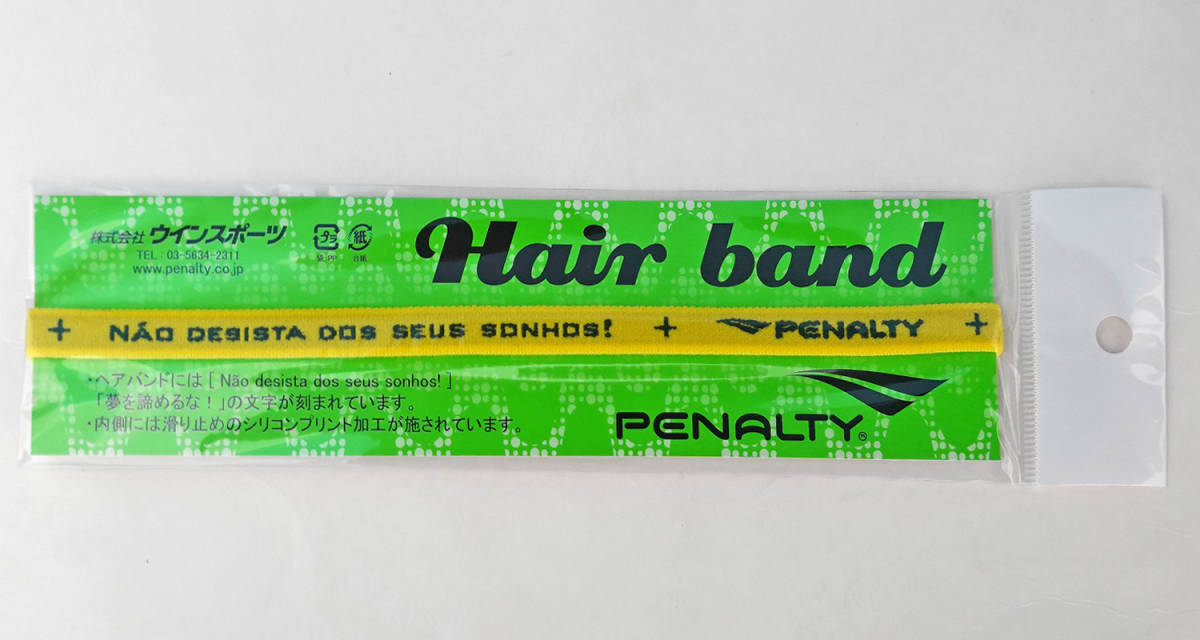 株式会社 ウインスポーツ
TEL : 03-5634-2311
www.penalty.co.jp
プラ
袋:PP
紙
台紙
Hair band
NÃO DESISTA DOS SEUS SONHOS!
PENALTY
・ヘアバンドには [ Não desista dos seus sonhos! ]
「夢を諦めるな！」の文字が刻まれています。
・内側には滑り止めのシリコンプリント加工が施されています。
PENALTY®